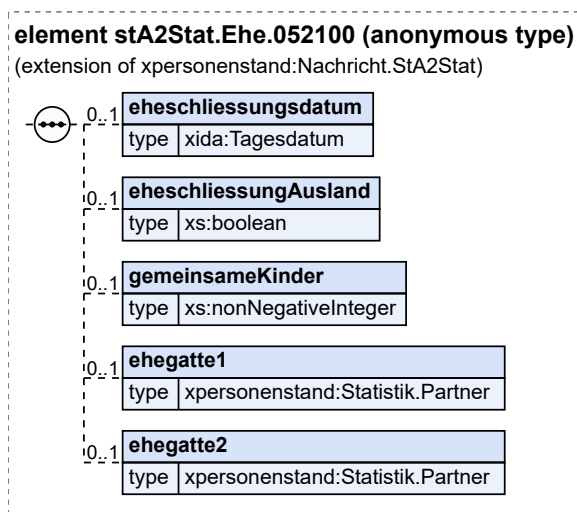 element stA2Stat.Ehe.052100 (anonymous type)
(extension of xpersonenstand:Nachricht.StA2Stat)
0..1 eheschliessungsdatum
type xida:Tagesdatum
0..1 eheschliessungAusland
type xs:boolean
0..1 gemeinsameKinder
type xs:nonNegativeInteger
0..1 ehegatte1
type xpersonenstand:Statistik.Partner
0..1 ehegatte2
type xpersonenstand:Statistik.Partner